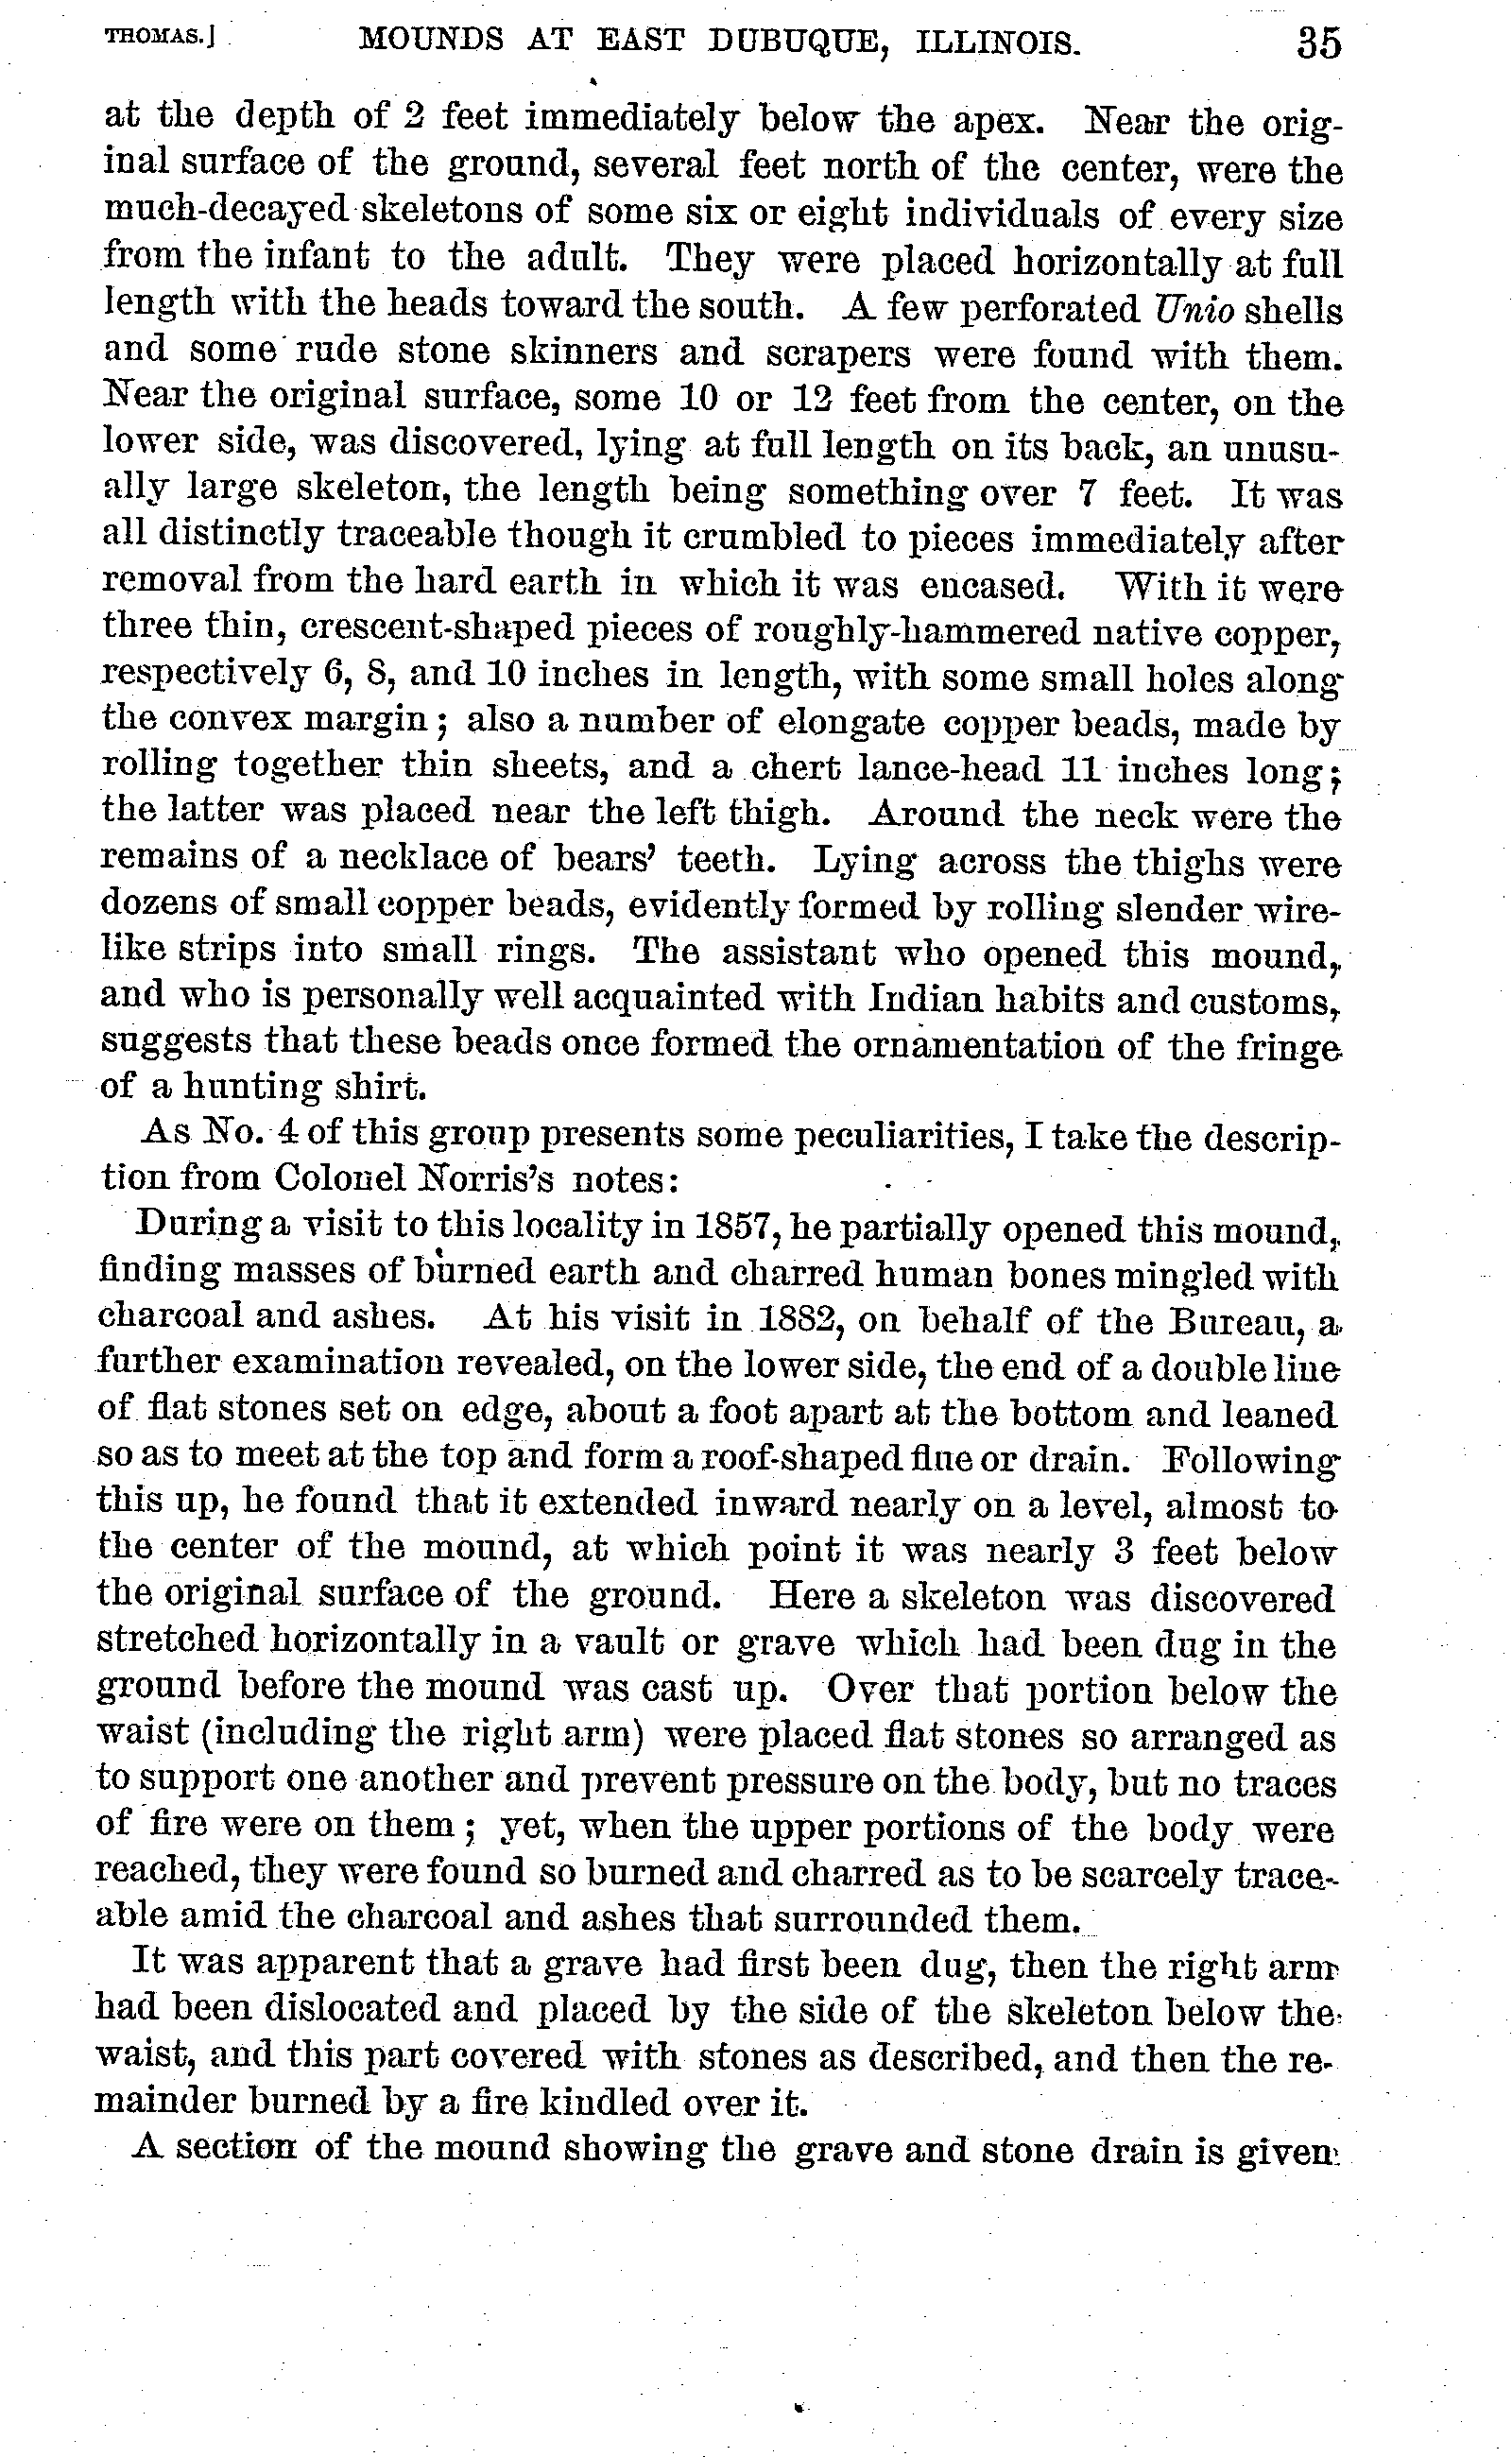 THOMAS.] MOUNDS AT EAST DUBUQUE, ILLINOIS. 35
at the depth of 2 feet immediately below the apex. Near the orig-
inal surface of the ground, several feet north of the center, were the
much-decayed skeletons of some six or eight individuals of every size
from the infant to the adult. They were placed horizontally at full
length with the heads toward the south. A few perforated Unio shells
and some rude stone skinners and scrapers were found with them.
Near the original surface, some 10 or 12 feet from the center, on the
lower side, was discovered, lying at full length on its back, an unusu-
ally large skeleton, the length being something over 7 feet. It was
all distinctly traceable though it crumbled to pieces immediately after
removal from the hard earth in which it was encased. With it were
three thin, crescent-shaped pieces of roughly-hammered native copper,
respectively 6, 8, and 10 inches in length, with some small holes along
the convex margin; also a number of elongate copper beads, made by
rolling together thin sheets, and a chert lance-head 11 inches long;
the latter was placed near the left thigh. Around the neck were the
remains of a necklace of bears' teeth. Lying across the thighs were
dozens of small copper beads, evidently formed by rolling slender wire-
like strips into small rings. The assistant who opened this mound,
and who is personally well acquainted with Indian habits and customs,
suggests that these beads once formed the ornamentation of the fringe
of a hunting shirt.
As No. 4 of this group presents some peculiarities, I take the descrip-
tion from Colonel Norris's notes:
During a visit to this locality in 1857, he partially opened this mound,
finding masses of burned earth and charred human bones mingled with
charcoal and ashes. At his visit in 1882, on behalf of the Bureau, a
further examination revealed, on the lower side, the end of a double line
of flat stones set on edge, about a foot apart at the bottom and leaned
so as to meet at the top and form a roof-shaped flue or drain. Following
this up, he found that it extended inward nearly on a level, almost to
the center of the mound, at which point it was nearly 3 feet below
the original surface of the ground. Here a skeleton was discovered
stretched horizontally in a vault or grave which had been dug in the
ground before the mound was cast up. Over that portion below the
waist (including the right arm) were placed flat stones so arranged as
to support one another and prevent pressure on the body, but no traces
of fire were on them; yet, when the upper portions of the body were
reached, they were found so burned and charred as to be scarcely trace-
able amid the charcoal and ashes that surrounded them.
It was apparent that a grave had first been dug, then the right arm
had been dislocated and placed by the side of the skeleton below the
waist, and this part covered with stones as described, and then the re-
mainder burned by a fire kindled over it.
A section of the mound showing the grave and stone drain is given